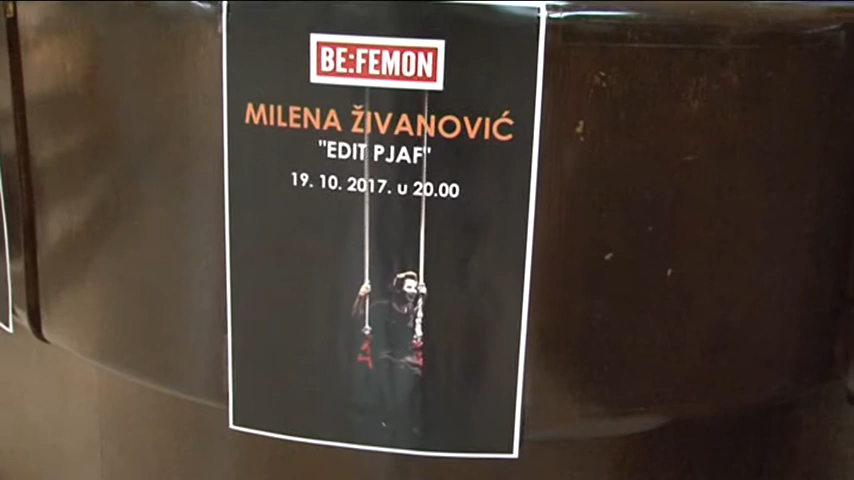 BE:FEMON
MILENA ŽIVANOVIĆ
"EDIT PJAF"
19. 10. 2017. u 20.00